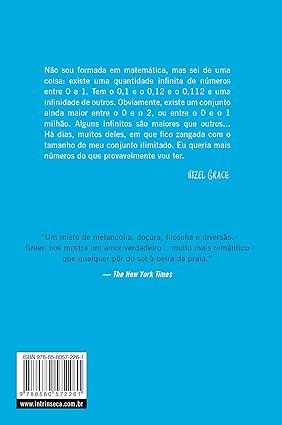 Não sou formada em matemática, mas sei de uma
coisa: existe uma quantidade infinita de números
entre 0 e 1. Tem o 0,1 e o 0,12 e o 0,112 e uma
infinidade de outros. Obviamente, existe um conjunto
ainda maior entre o 0 e o 2, ou entre o 0 e o 1
milhão. Alguns infinitos são maiores que outros...
Há dias, muitos deles, em que fico zangada com o
tamanho do meu conjunto ilimitado. Eu queria mais
números do que provavelmente vou ter.
HAZEL GRACE
"Um misto de melancolia, doçura, filosofia e diversão.
Green nos mostra um amor verdadeiro... muito mais romântico
que qualquer pôr do sol à beira da praia."
— The New York Times
ISBN 978-85-8057-226-1
9 788580 572261
www.intrinseca.com.br